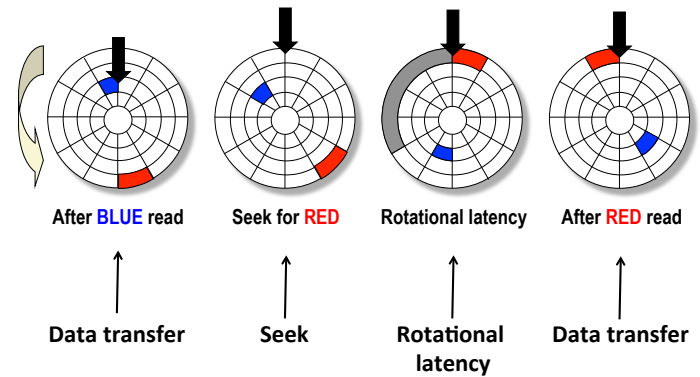 After BLUE read
Seek for RED
Rotational latency
After RED read
Data transfer
Seek
Rotational
latency
Data transfer